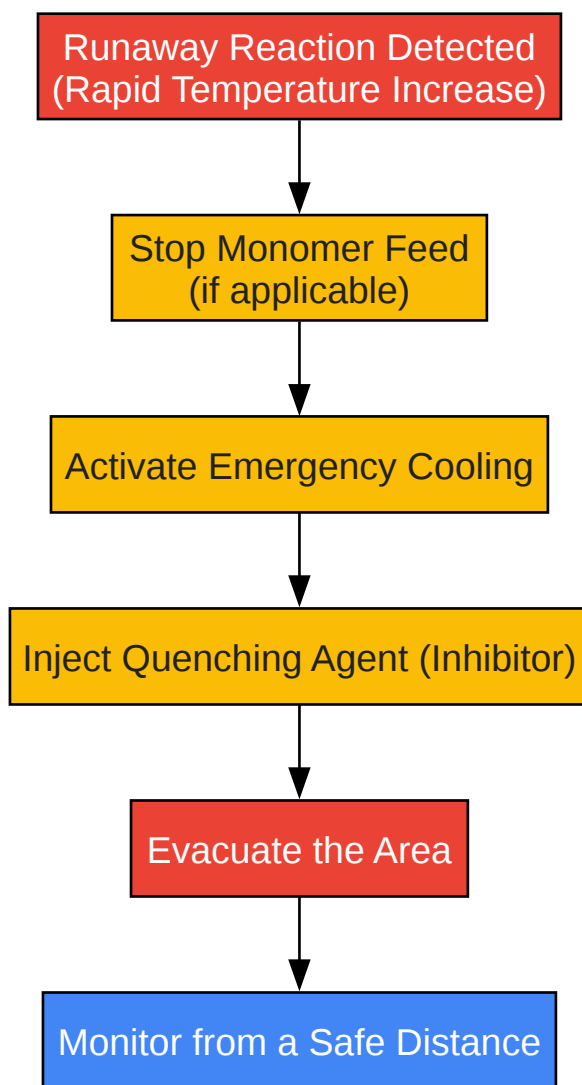 Runaway Reaction Detected
(Rapid Temperature Increase)
Stop Monomer Feed
(if applicable)
Activate Emergency Cooling
Inject Quenching Agent (Inhibitor)
Evacuate the Area
Monitor from a Safe Distance